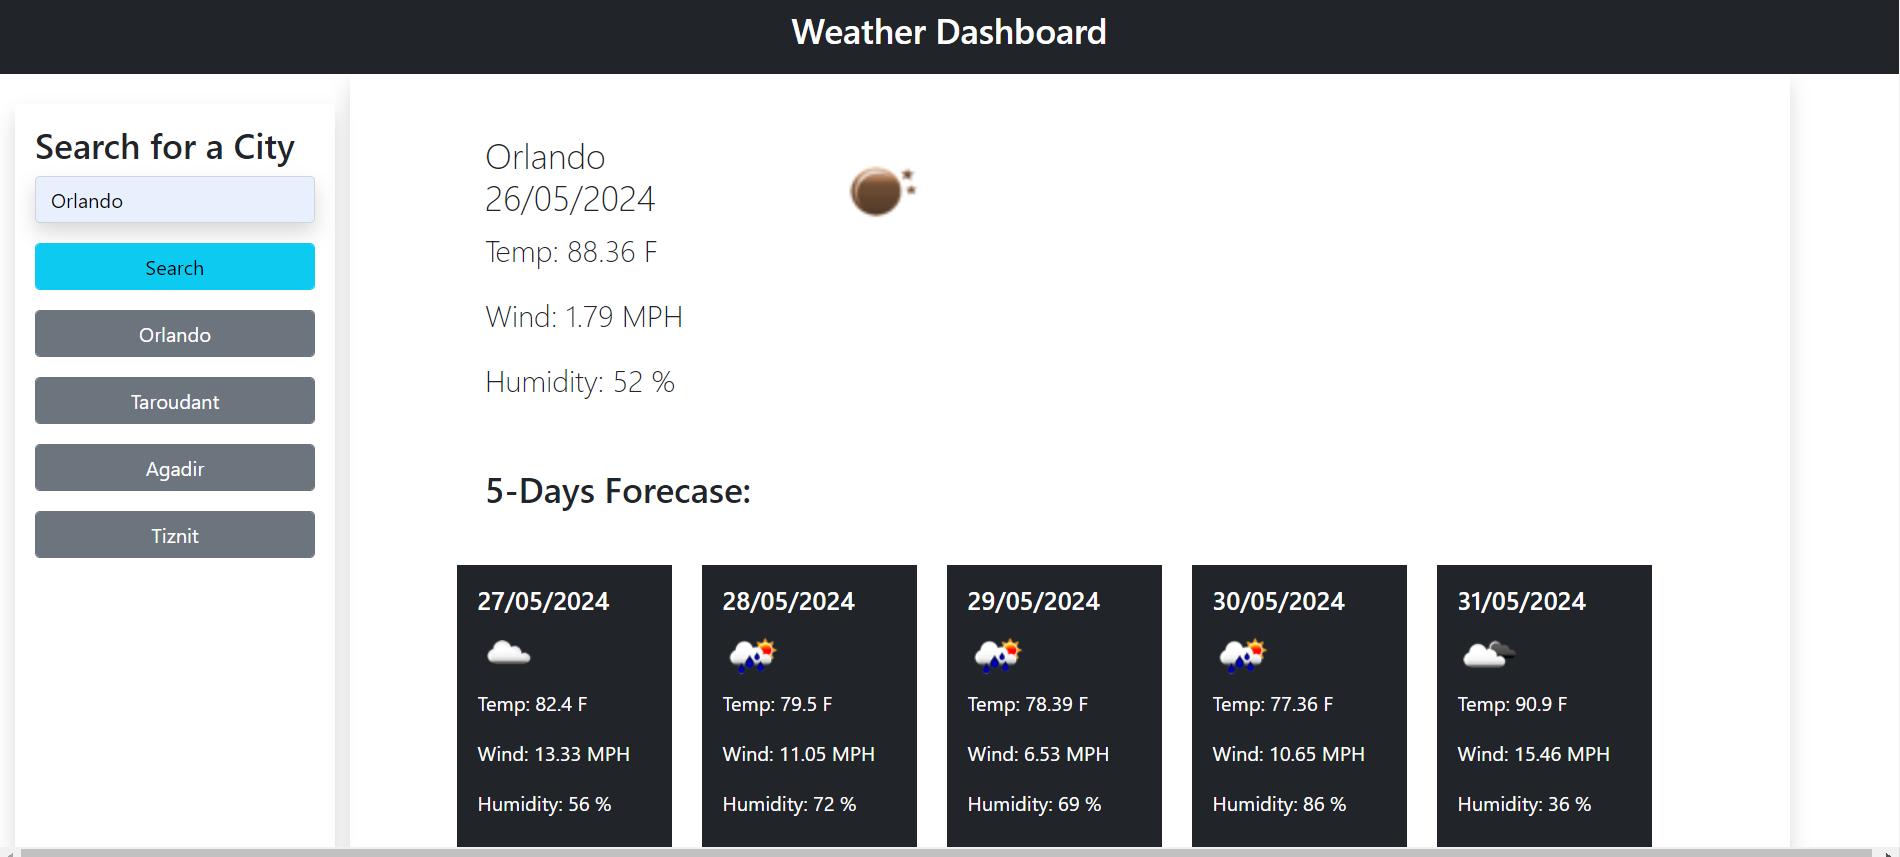 Weather Dashboard
Search for a City
Orlando
Search
Orlando
Taroudant
Agadir
Tiznit
Orlando
26/05/2024
Temp: 88.36 F
Wind: 1.79 MPH
Humidity: 52 %
5-Days Forecase:
27/05/2024
Temp: 82.4 F
Wind: 13.33 MPH
Humidity: 56 %
28/05/2024
Temp: 79.5 F
Wind: 11.05 MPH
Humidity: 72 %
29/05/2024
Temp: 78.39 F
Wind: 6.53 MPH
Humidity: 69 %
30/05/2024
Temp: 77.36 F
Wind: 10.65 MPH
Humidity: 86 %
31/05/2024
Temp: 90.9 F
Wind: 15.46 MPH
Humidity: 36 %